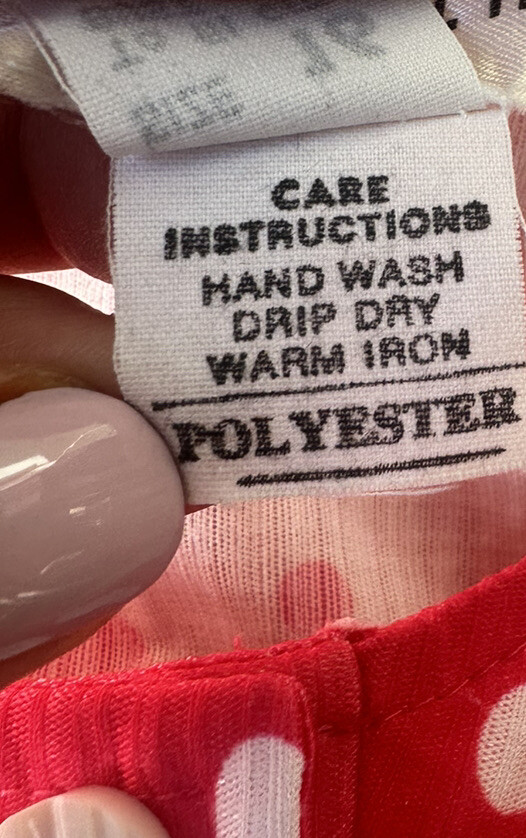 CARE
INSTRUCTIONS
HAND WASH
DRIP DRY
WARM IRON
POLYESTER